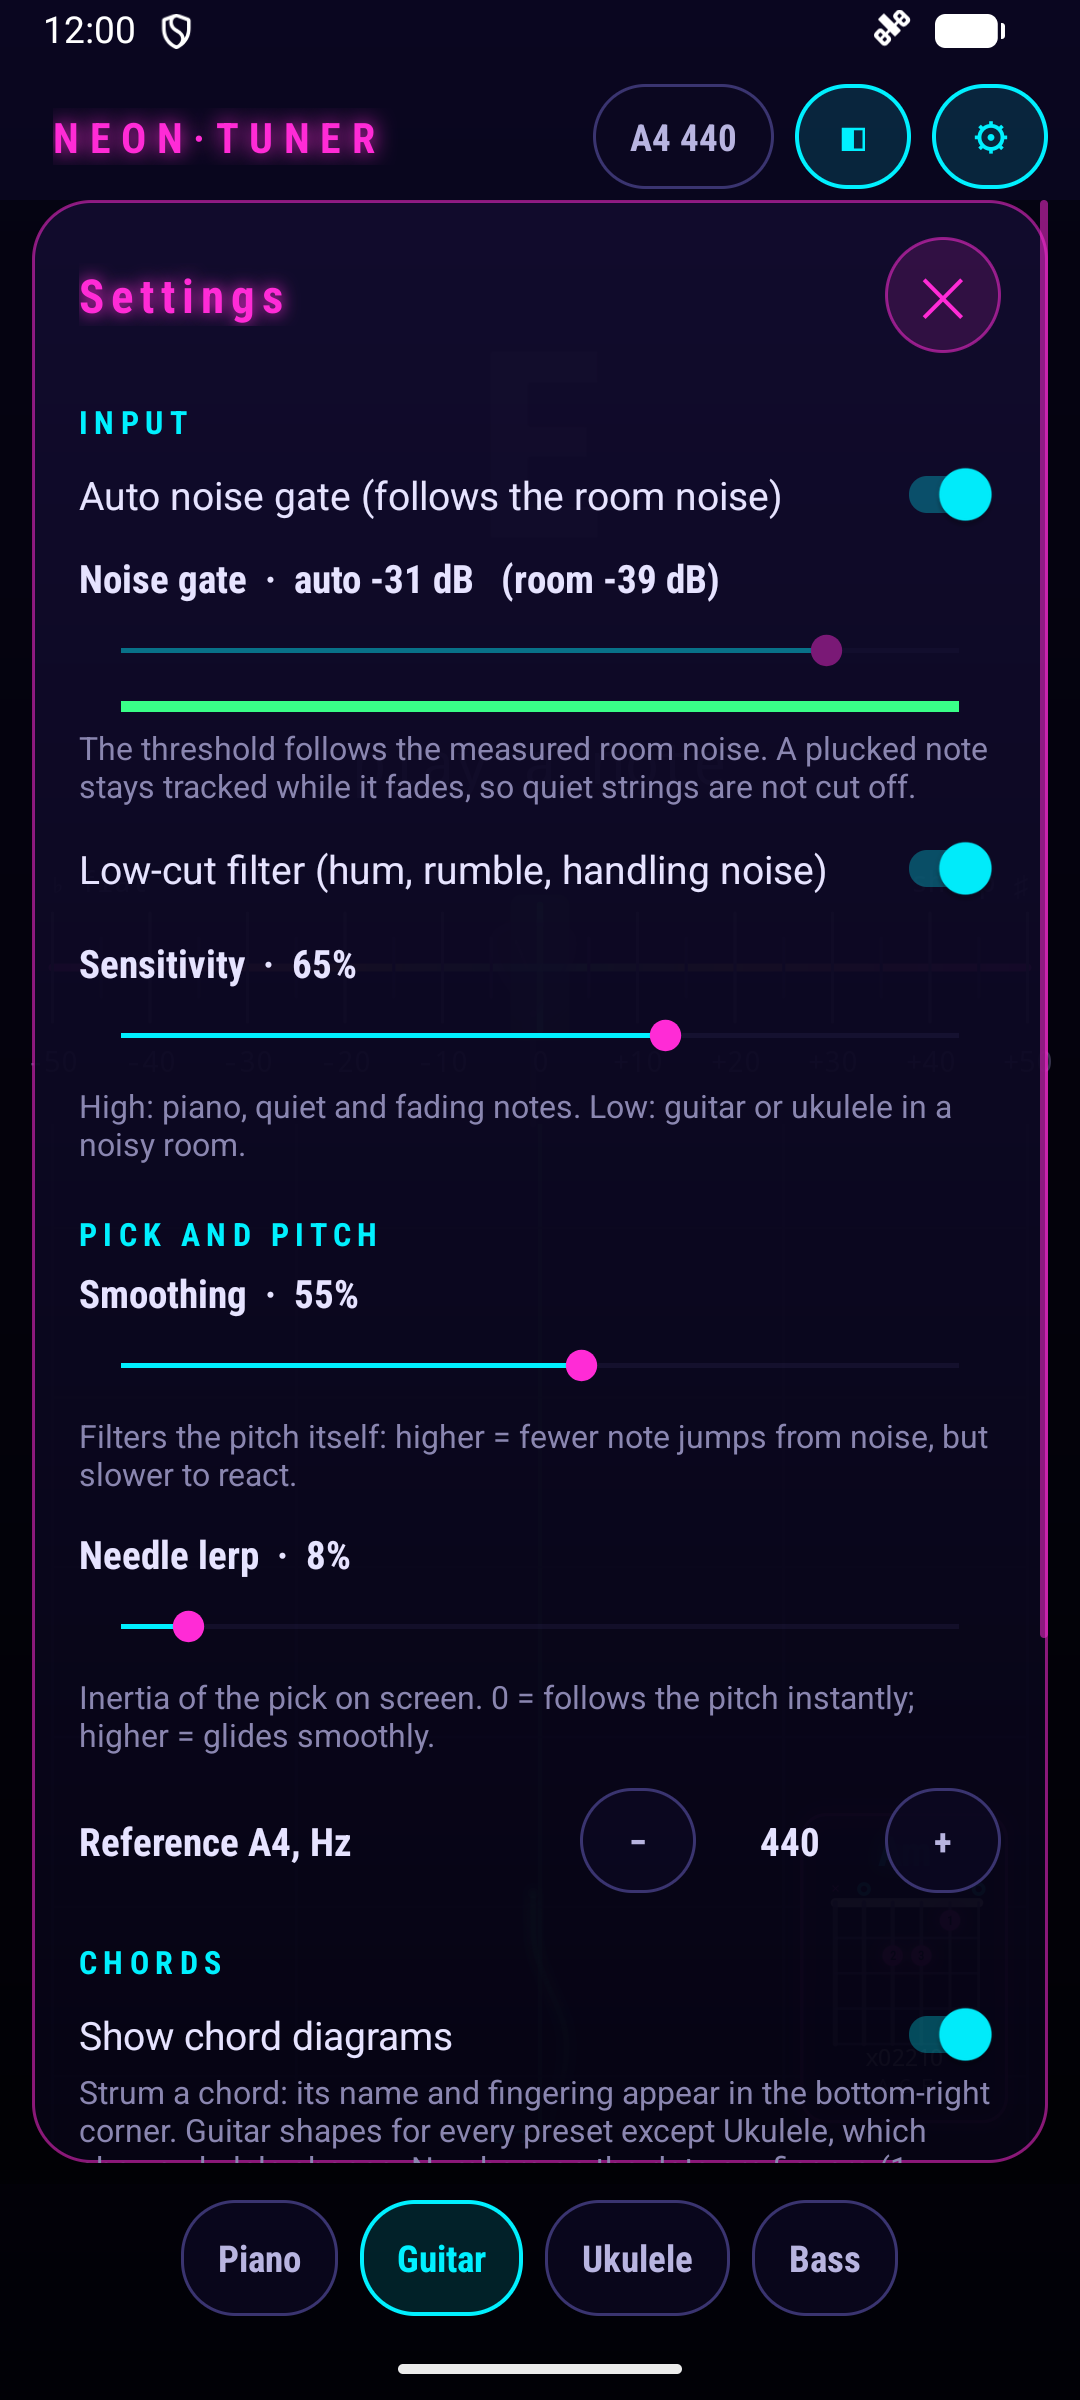 12:00
NEON·TUNER
A4 440
Settings
INPUT
Auto noise gate (follows the room noise)
Noise gate · auto -31 dB (room -39 dB)
The threshold follows the measured room noise. A plucked note
stays tracked while it fades, so quiet strings are not cut off.
Low-cut filter (hum, rumble, handling noise)
Sensitivity · 65%
High: piano, quiet and fading notes. Low: guitar or ukulele in a
noisy room.
PICK AND PITCH
Smoothing · 55%
Filters the pitch itself: higher = fewer note jumps from noise, but
slower to react.
Needle lerp · 8%
Inertia of the pick on screen. 0 = follows the pitch instantly;
higher = glides smoothly.
Reference A4, Hz
− 440 +
CHORDS
Show chord diagrams
Strum a chord: its name and fingering appear in the bottom-right
corner. Guitar shapes for every preset except Ukulele, which
Piano
Guitar
Ukulele
Bass